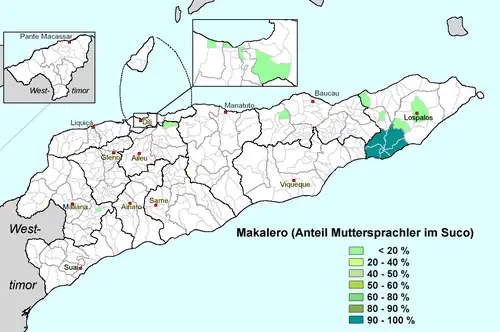 Pante Macassar
West-
timor
Manatuto
Baucau
Liquiçá
Dili
Lospalos
Gleno
Aileu
Viqueque
Same
Maliana
Ainaro
West-
timor
Suai
Makalero (Anteil Muttersprachler im Suco)
< 20 %
20 - 40 %
40 - 50 %
50 - 60 %
60 - 80 %
80 - 90 %
90 - 100 %